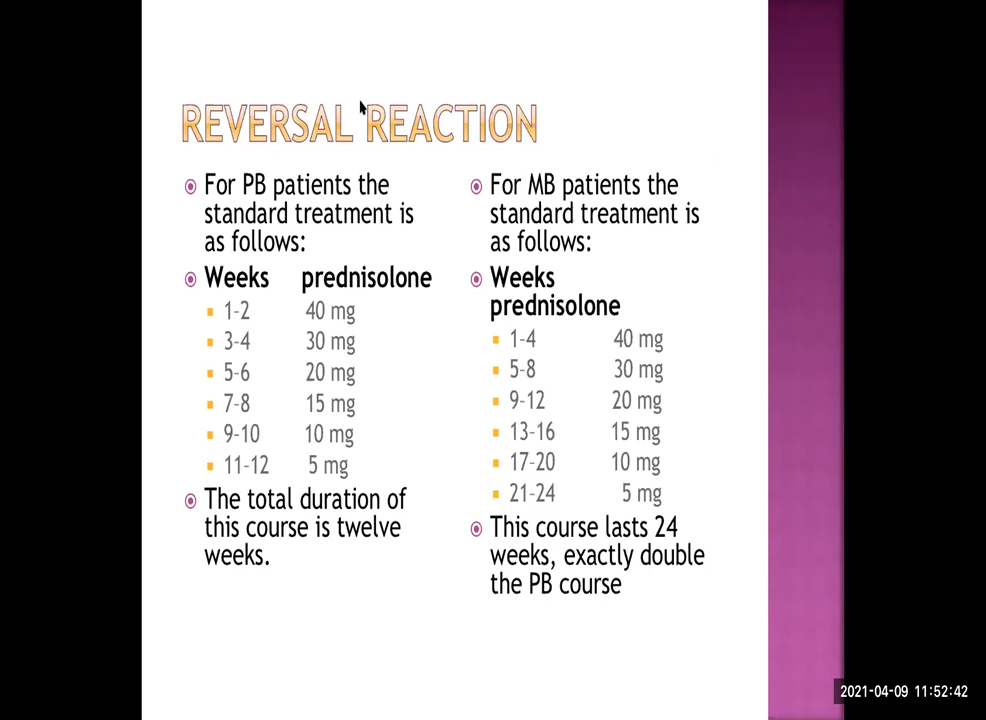 REVERSAL REACTION
For PB patients the
standard treatment is
as follows:
Weeks prednisolone
1-2 40 mg
3-4 30 mg
5-6 20 mg
7-8 15 mg
9-10 10 mg
11-12 5 mg
The total duration of
this course is twelve
weeks.
For MB patients the
standard treatment is
as follows:
Weeks
prednisolone
1-4 40 mg
5-8 30 mg
9-12 20 mg
13-16 15 mg
17-20 10 mg
21-24 5 mg
This course lasts 24
weeks, exactly double
the PB course
2021-04-09 11:52:42